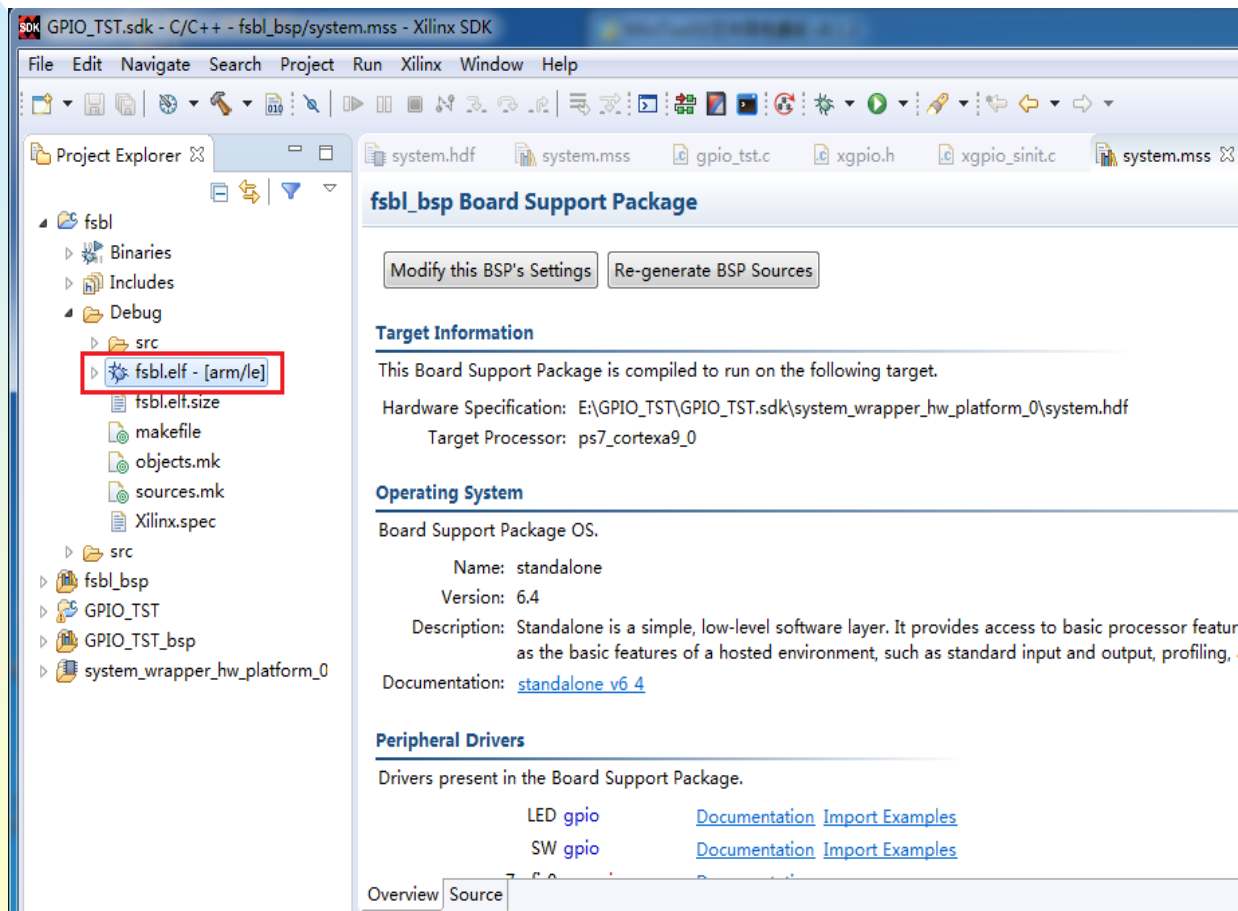 GPIO_TST.sdk - C/C++ - fsbl_bsp/system.mss - Xilinx SDK
File Edit Navigate Search Project Run Xilinx Window Help
Project Explorer
system.hdf system.mss gpio_tst.c xgpio.h xgpio_sinit.c system.mss
fsbl_bsp Board Support Package
fsbl
Binaries
Includes
Debug
src
fsbl.elf - [arm/le]
fsbl.elf.size
makefile
objects.mk
sources.mk
Xilinx.spec
src
fsbl_bsp
GPIO_TST
GPIO_TST_bsp
system_wrapper_hw_platform_0
Modify this BSP's Settings Re-generate BSP Sources
Target Information
This Board Support Package is compiled to run on the following target.
Hardware Specification: E:\GPIO_TST\GPIO_TST.sdk\system_wrapper_hw_platform_0\system.hdf
Target Processor: ps7_cortexa9_0
Operating System
Board Support Package OS.
Name: standalone
Version: 6.4
Description: Standalone is a simple, low-level software layer. It provides access to basic processor featur
as the basic features of a hosted environment, such as standard input and output, profiling,
Documentation: standalone_v6_4
Peripheral Drivers
Drivers present in the Board Support Package.
LED gpio Documentation Import Examples
SW gpio Documentation Import Examples
Overview Source